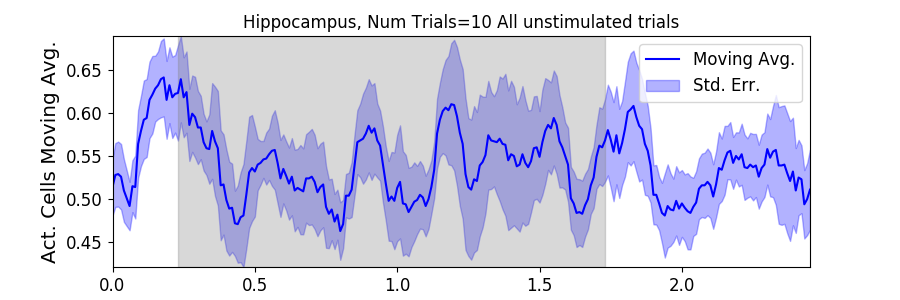 Hippocampus, Num Trials=10 All unstimulated trials
Act. Cells Moving Avg.
0.65
0.60
0.55
0.50
0.45
Moving Avg.
Std. Err.
0.0 0.5 1.0 1.5 2.0